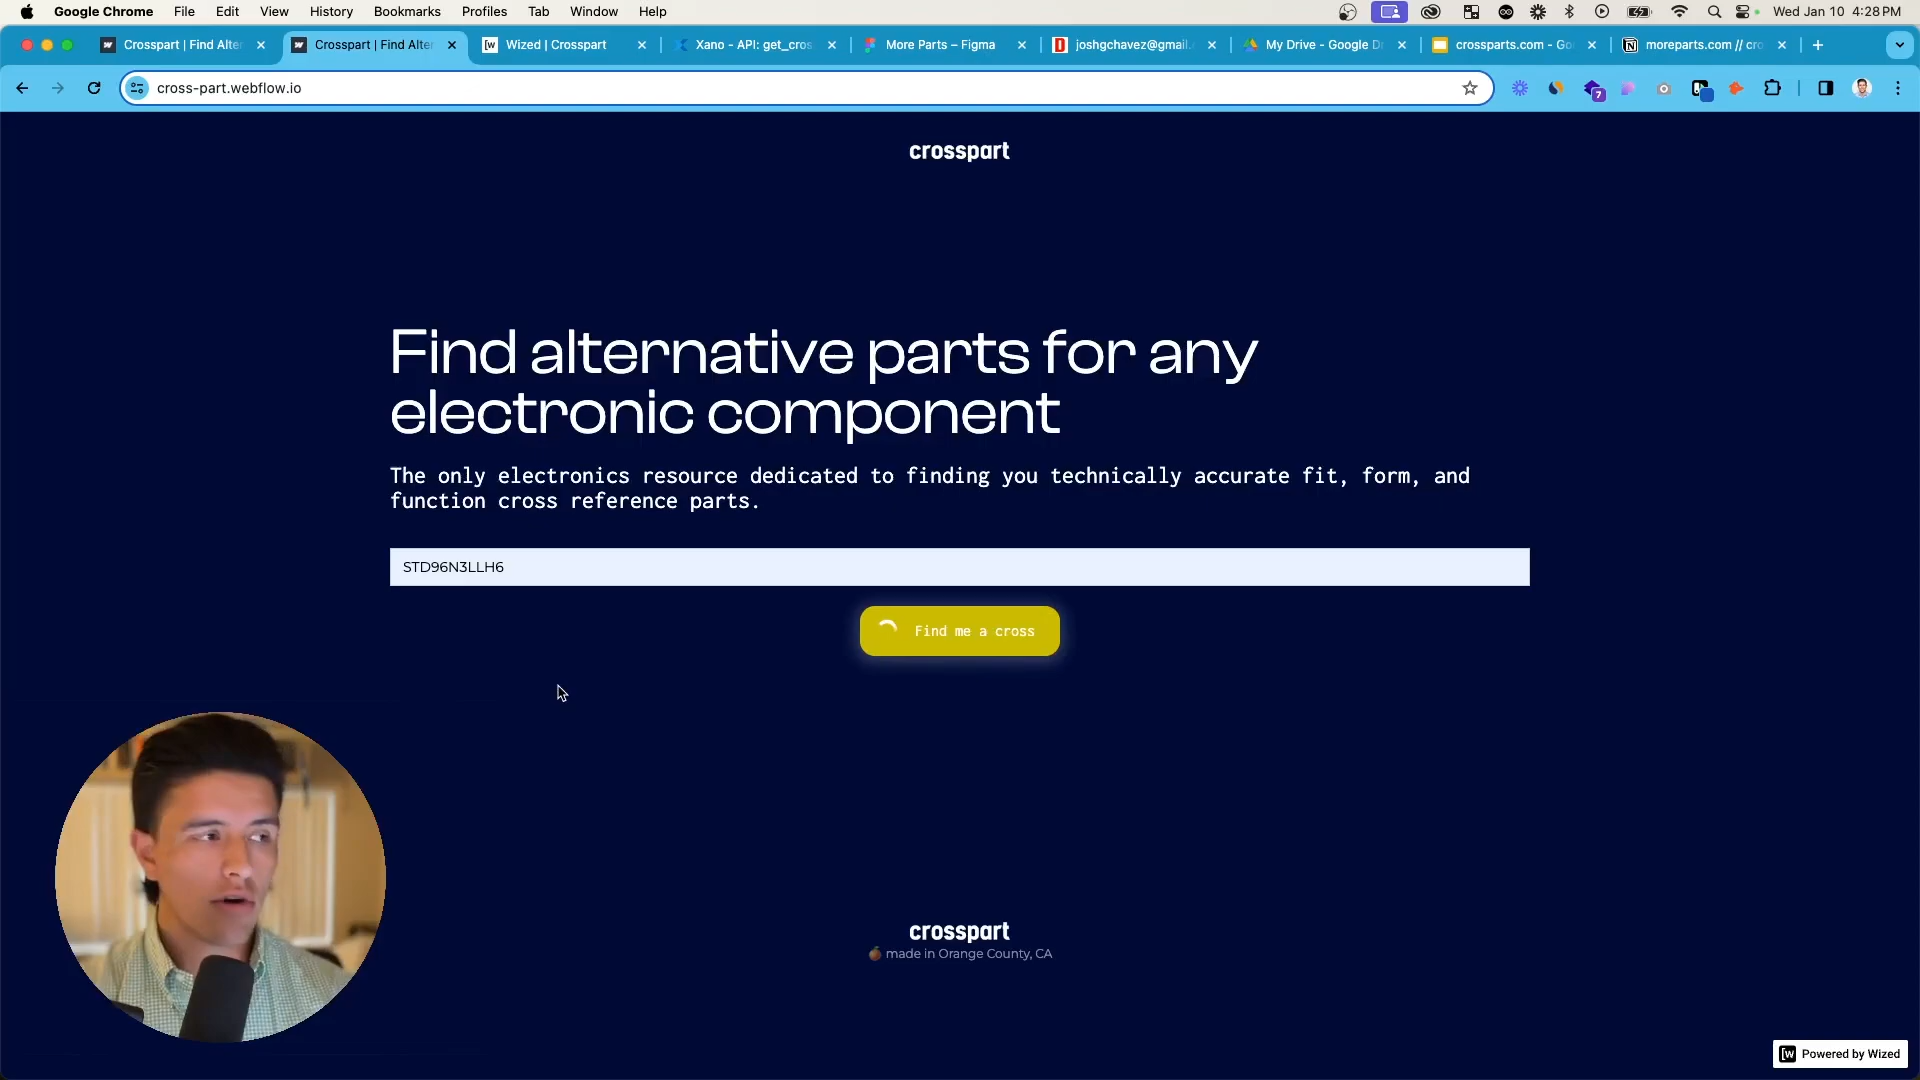 Google Chrome File Edit View History Bookmarks Profiles Tab Window Help Wed Jan 10 4:28 PM
Crosspart | Find Alter Crosspart | Find Alter Wized | Crosspart Xano - API: get_cros More Parts – Figma joshgchavez@gmail. My Drive - Google Dr crossparts.com - Go moreparts.com // cro
cross-part.webflow.io
7
crosspart
Find alternative parts for any
electronic component
The only electronics resource dedicated to finding you technically accurate fit, form, and
function cross reference parts.
STD96N3LLH6
Find me a cross
crosspart
made in Orange County, CA
Powered by Wized